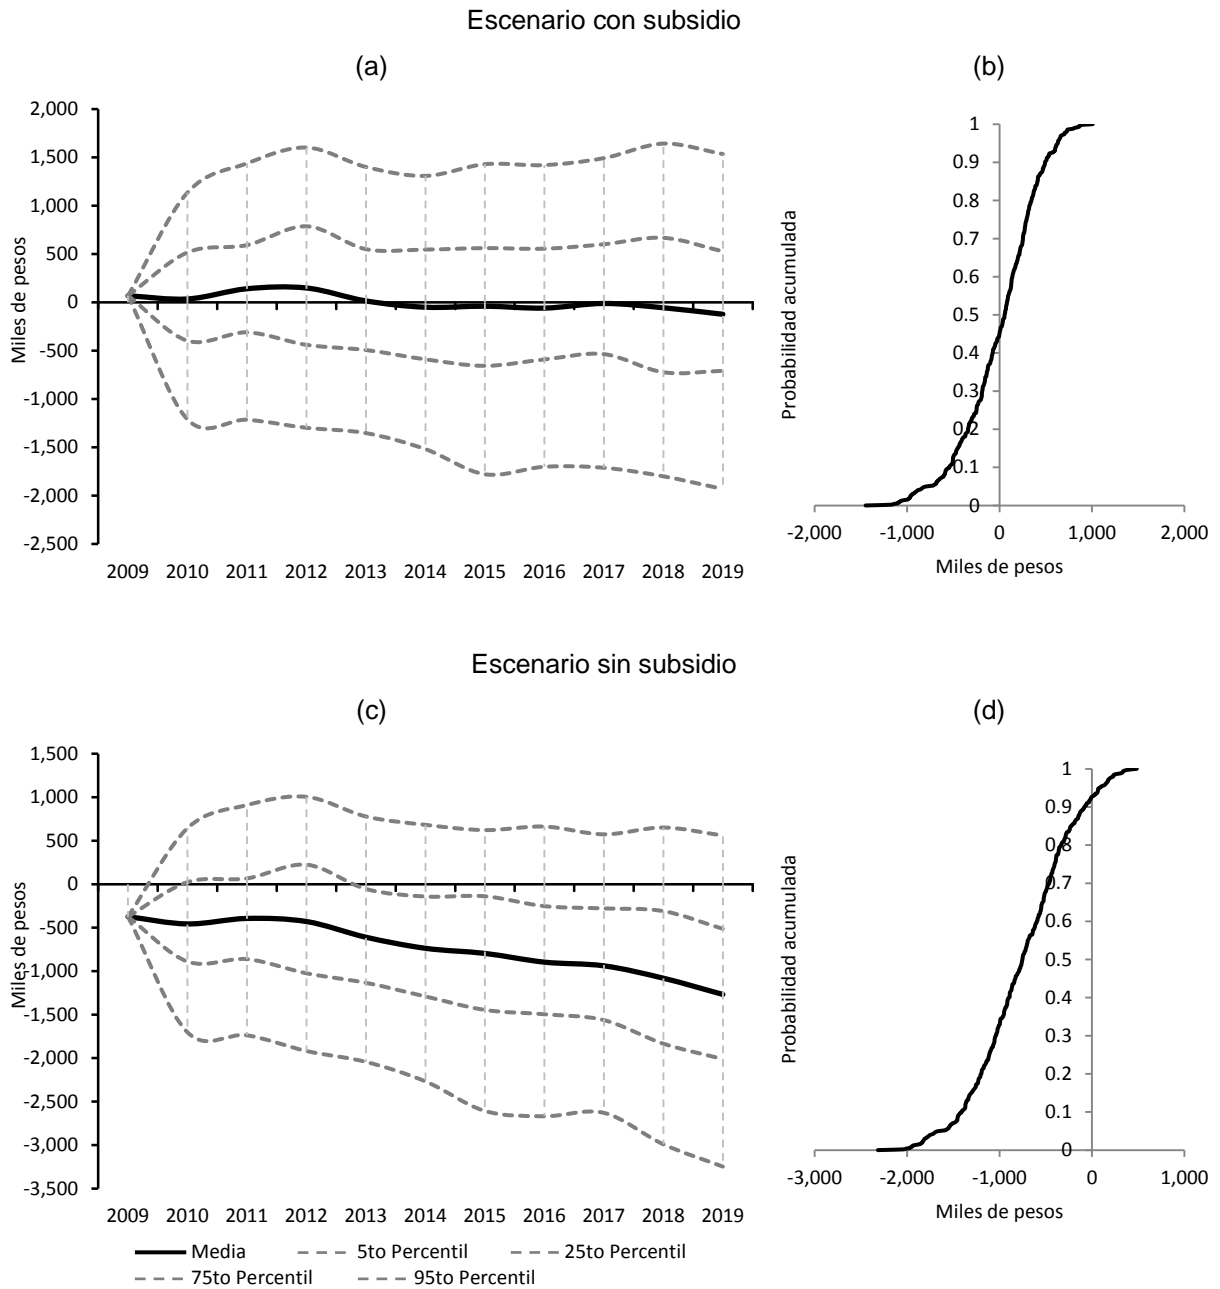 Escenario con subsidio
(a)
(b)
2,000
1,500
1,000
500
0
-500
-1,000
-1,500
-2,000
-2,500
Miles de pesos
2009 2010 2011 2012 2013 2014 2015 2016 2017 2018 2019
1
0.9
0.8
0.7
0.6
0.5
0.4
0.3
0.2
0.1
0
Probabilidad acumulada
-2,000 -1,000 0 1,000 2,000
Miles de pesos
Escenario sin subsidio
(c)
(d)
1,500
1,000
500
0
-500
-1,000
-1,500
-2,000
-2,500
-3,000
-3,500
Miles de pesos
2009 2010 2011 2012 2013 2014 2015 2016 2017 2018 2019
Media 5to Percentil 25to Percentil
75to Percentil 95to Percentil
1
0.9
0.8
0.7
0.6
0.5
0.4
0.3
0.2
0.1
0
Probabilidad acumulada
-3,000 -2,000 -1,000 0 1,000
Miles de pesos